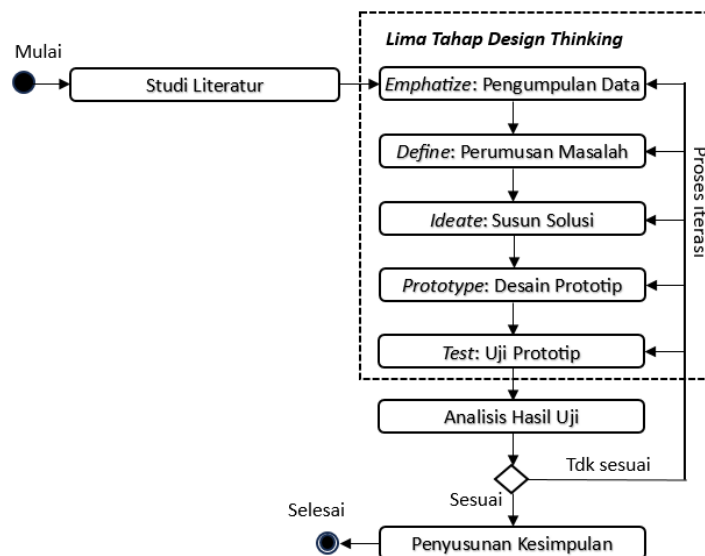 Mulai
Studi Literatur
Lima Tahap Design Thinking
Emphatize: Pengumpulan Data
Define: Perumusan Masalah
Ideate: Susun Solusi
Prototype: Desain Prototip
Test: Uji Prototip
Proses iterasi
Analisis Hasil Uji
Tdk sesuai
Sesuai
Selesai
Penyusunan Kesimpulan